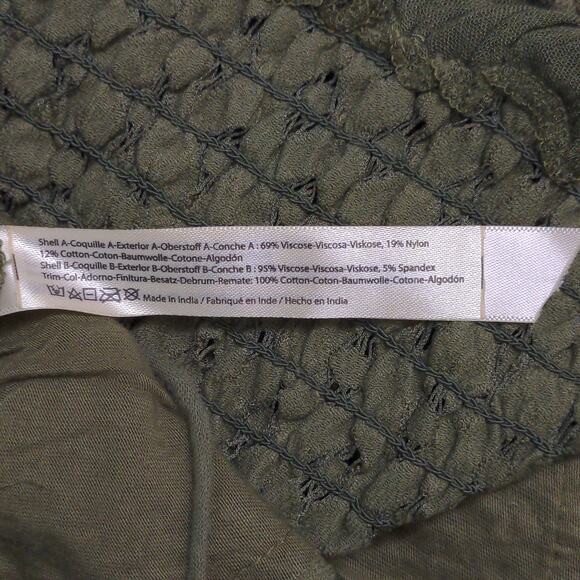 Shell A-Coquille A-Exterior A-Oberstoff A-Conche A : 69% Viscose-Viscosa-Viskose, 19% Nylon
12% Cotton-Coton-Baumwolle-Cotone-Algodón
Shell B-Coquille B-Exterior B-Oberstoff B-Conche B : 95% Viscose-Viscosa-Viskose, 5% Spandex
Trim-Col-Adorno-Finitura-Besatz-Debrum-Remate: 100% Cotton-Coton-Baumwolle-Cotone-Algodón
Made in india / Fabriqué en Inde / Hecho en India